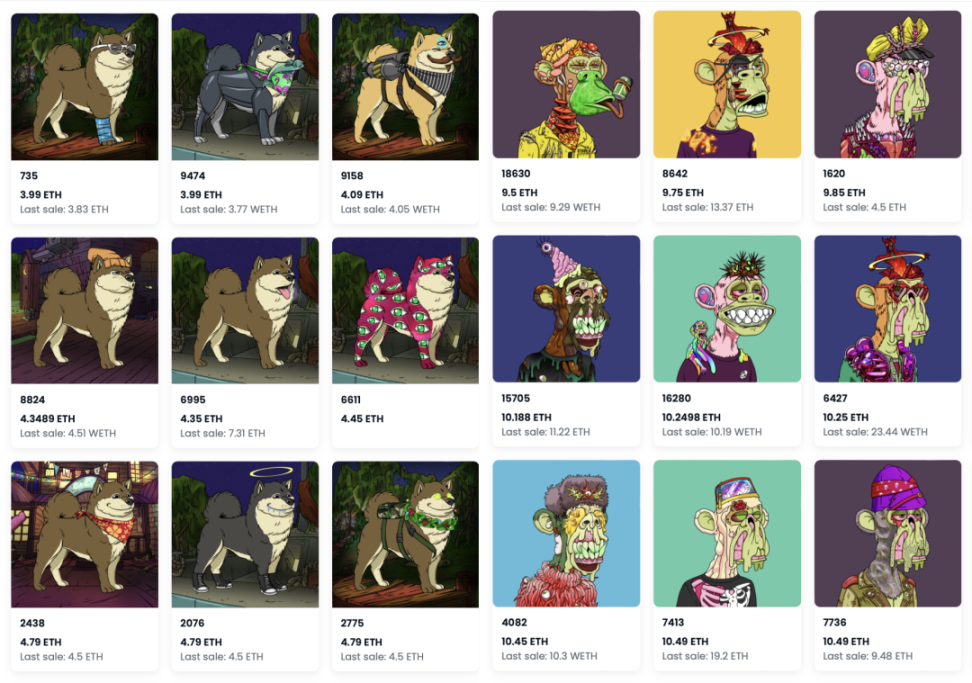 735
3.99 ETH
Last sale: 3.83 ETH
9474
3.99 ETH
Last sale: 3.77 WETH
9158
4.09 ETH
Last sale: 4.05 WETH
18630
9.5 ETH
Last sale: 9.29 WETH
8642
9.75 ETH
Last sale: 13.37 ETH
1620
9.85 ETH
Last sale: 4.5 ETH
8824
4.3489 ETH
Last sale: 4.51 WETH
6995
4.35 ETH
Last sale: 7.31 ETH
6611
4.45 ETH
15705
10.188 ETH
Last sale: 11.22 ETH
16280
10.2498 ETH
Last sale: 10.19 WETH
6427
10.25 ETH
Last sale: 23.44 WETH
2438
4.79 ETH
Last sale: 4.5 ETH
2076
4.79 ETH
Last sale: 4.5 ETH
2775
4.79 ETH
Last sale: 4.5 ETH
4082
10.45 ETH
Last sale: 10.3 WETH
7413
10.49 ETH
Last sale: 19.2 ETH
7736
10.49 ETH
Last sale: 9.48 ETH